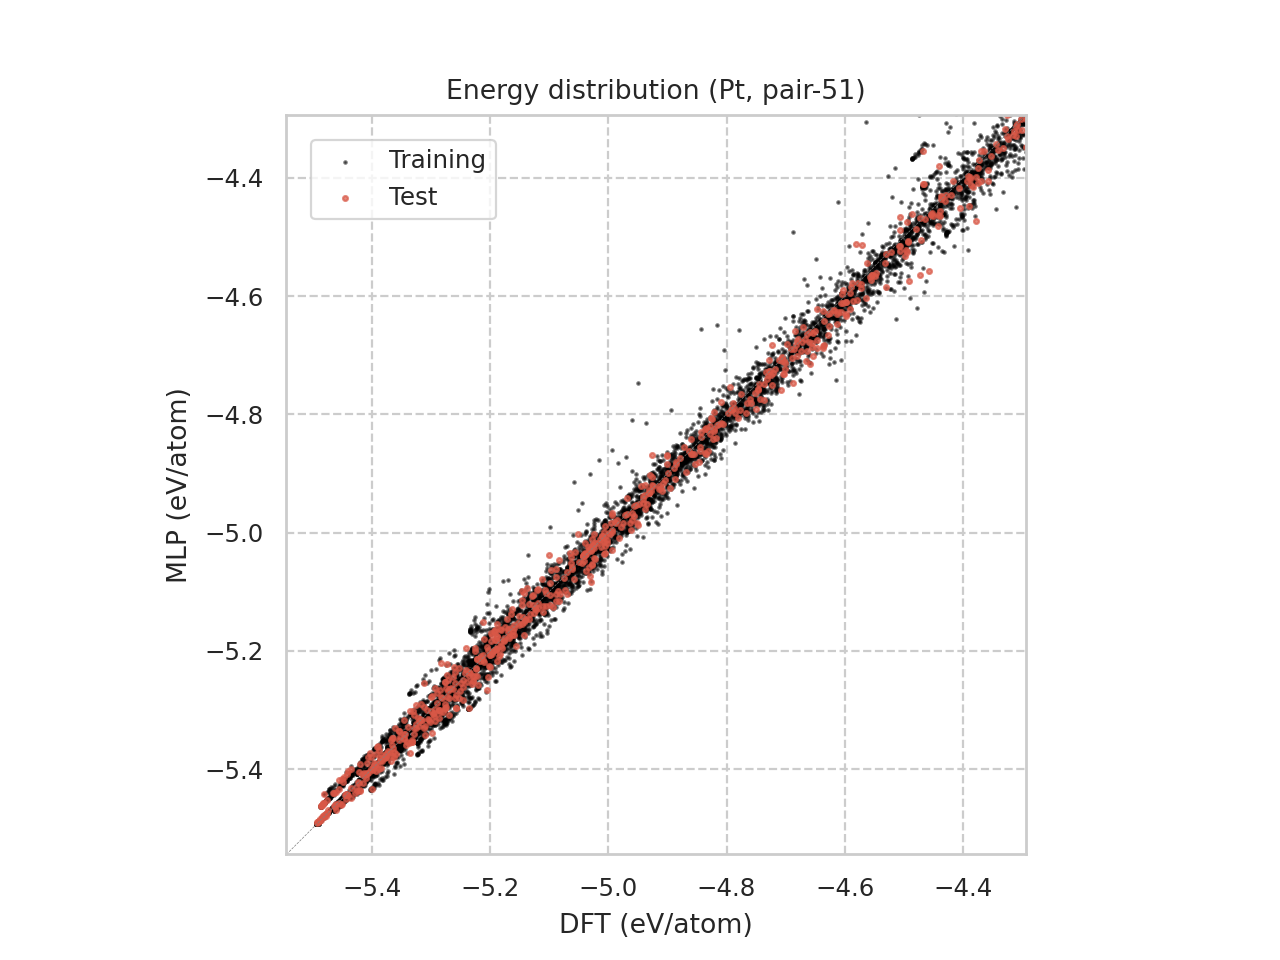 Energy distribution (Pt, pair-51)
Training
Test
MLP (eV/atom)
−4.4
−4.6
−4.8
−5.0
−5.2
−5.4
−5.4 −5.2 −5.0 −4.8 −4.6 −4.4
DFT (eV/atom)